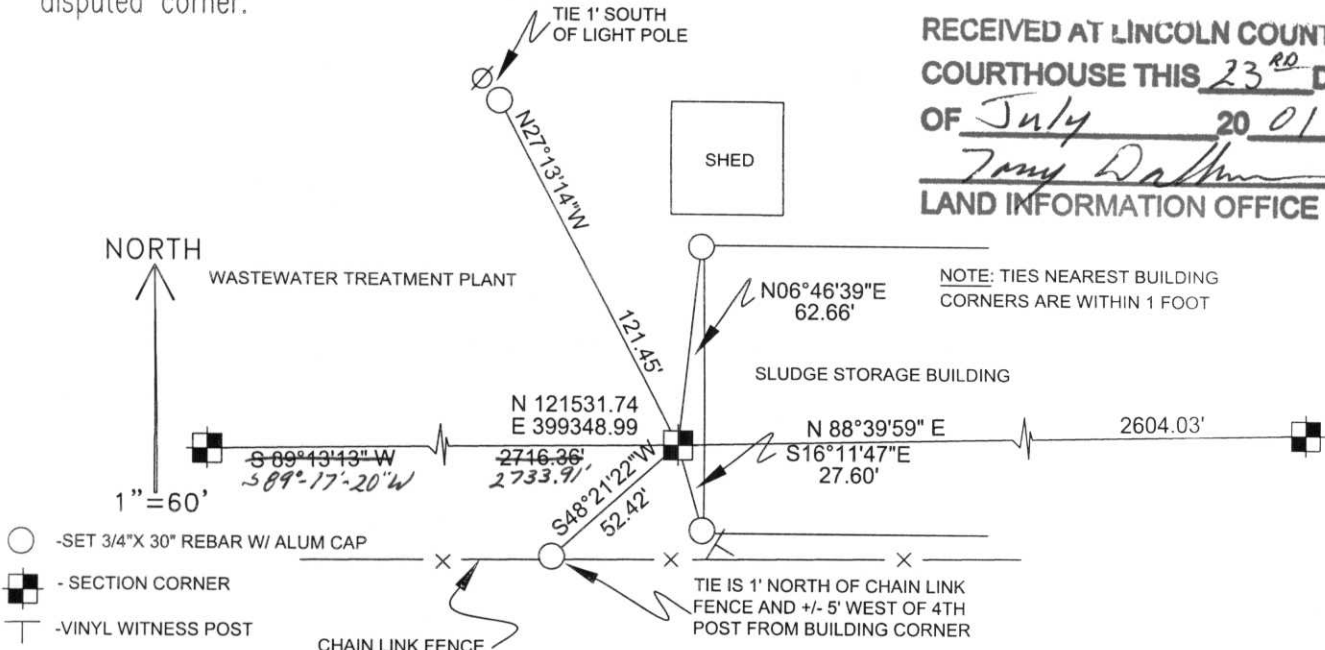 disputed corner.
TIE 1' SOUTH
OF LIGHT POLE
RECEIVED AT LINCOLN COUNT
COURTHOUSE THIS 23RD D
OF July 20 01
LAND INFORMATION OFFICE
SHED
N27°13'14"W
121.45'
NORTH
WASTEWATER TREATMENT PLANT
NOTE: TIES NEAREST BUILDING
CORNERS ARE WITHIN 1 FOOT
N06°46'39"E
62.66'
SLUDGE STORAGE BUILDING
N 121531.74
E 399348.99
N 88°39'59" E
2604.03'
S 89°13'13" W
2716.36'
S89°-17'-20"W
2733.91'
S16°11'47"E
27.60'
S48°21'22"W
52.42'
1"=60'
-SET 3/4"X 30" REBAR W/ ALUM CAP
- SECTION CORNER
-VINYL WITNESS POST
TIE IS 1' NORTH OF CHAIN LINK
FENCE AND +/- 5' WEST OF 4TH
POST FROM BUILDING CORNER
CHAIN LINK FENCE